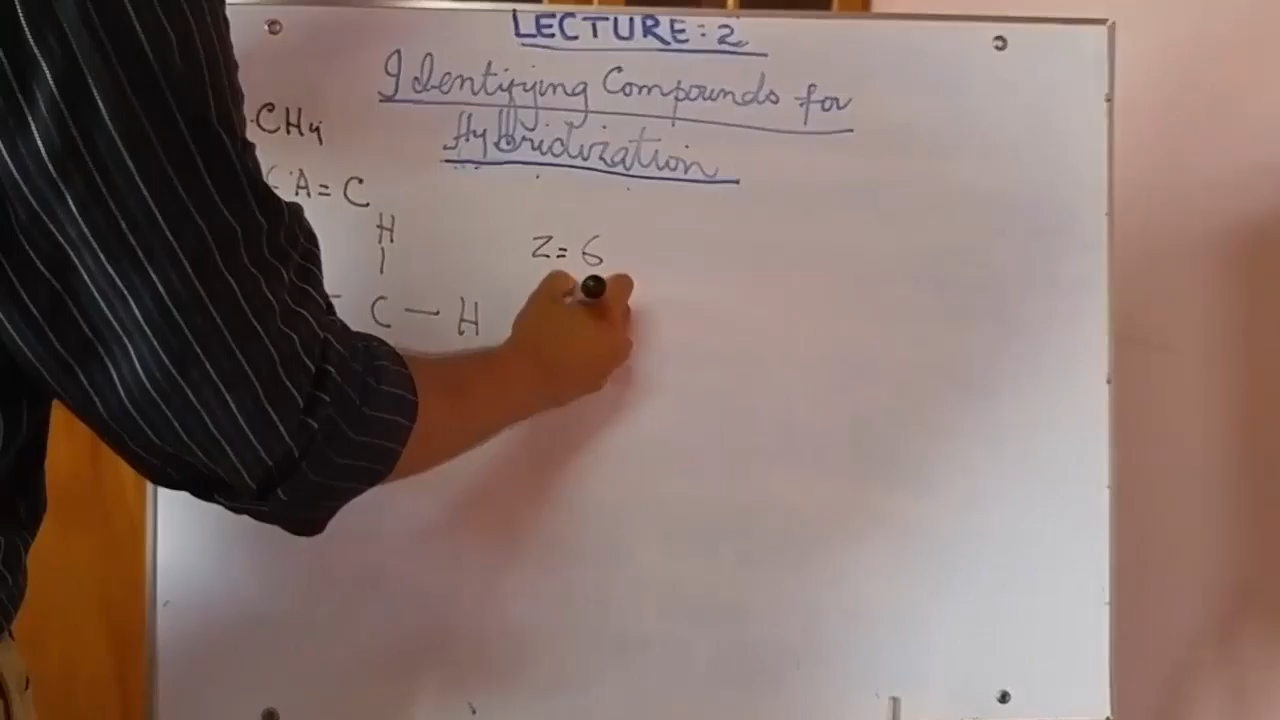 LECTURE: 2
Identifying Compounds for
Hybridization
CH4
A = C
H
|
C — H
Z = 6